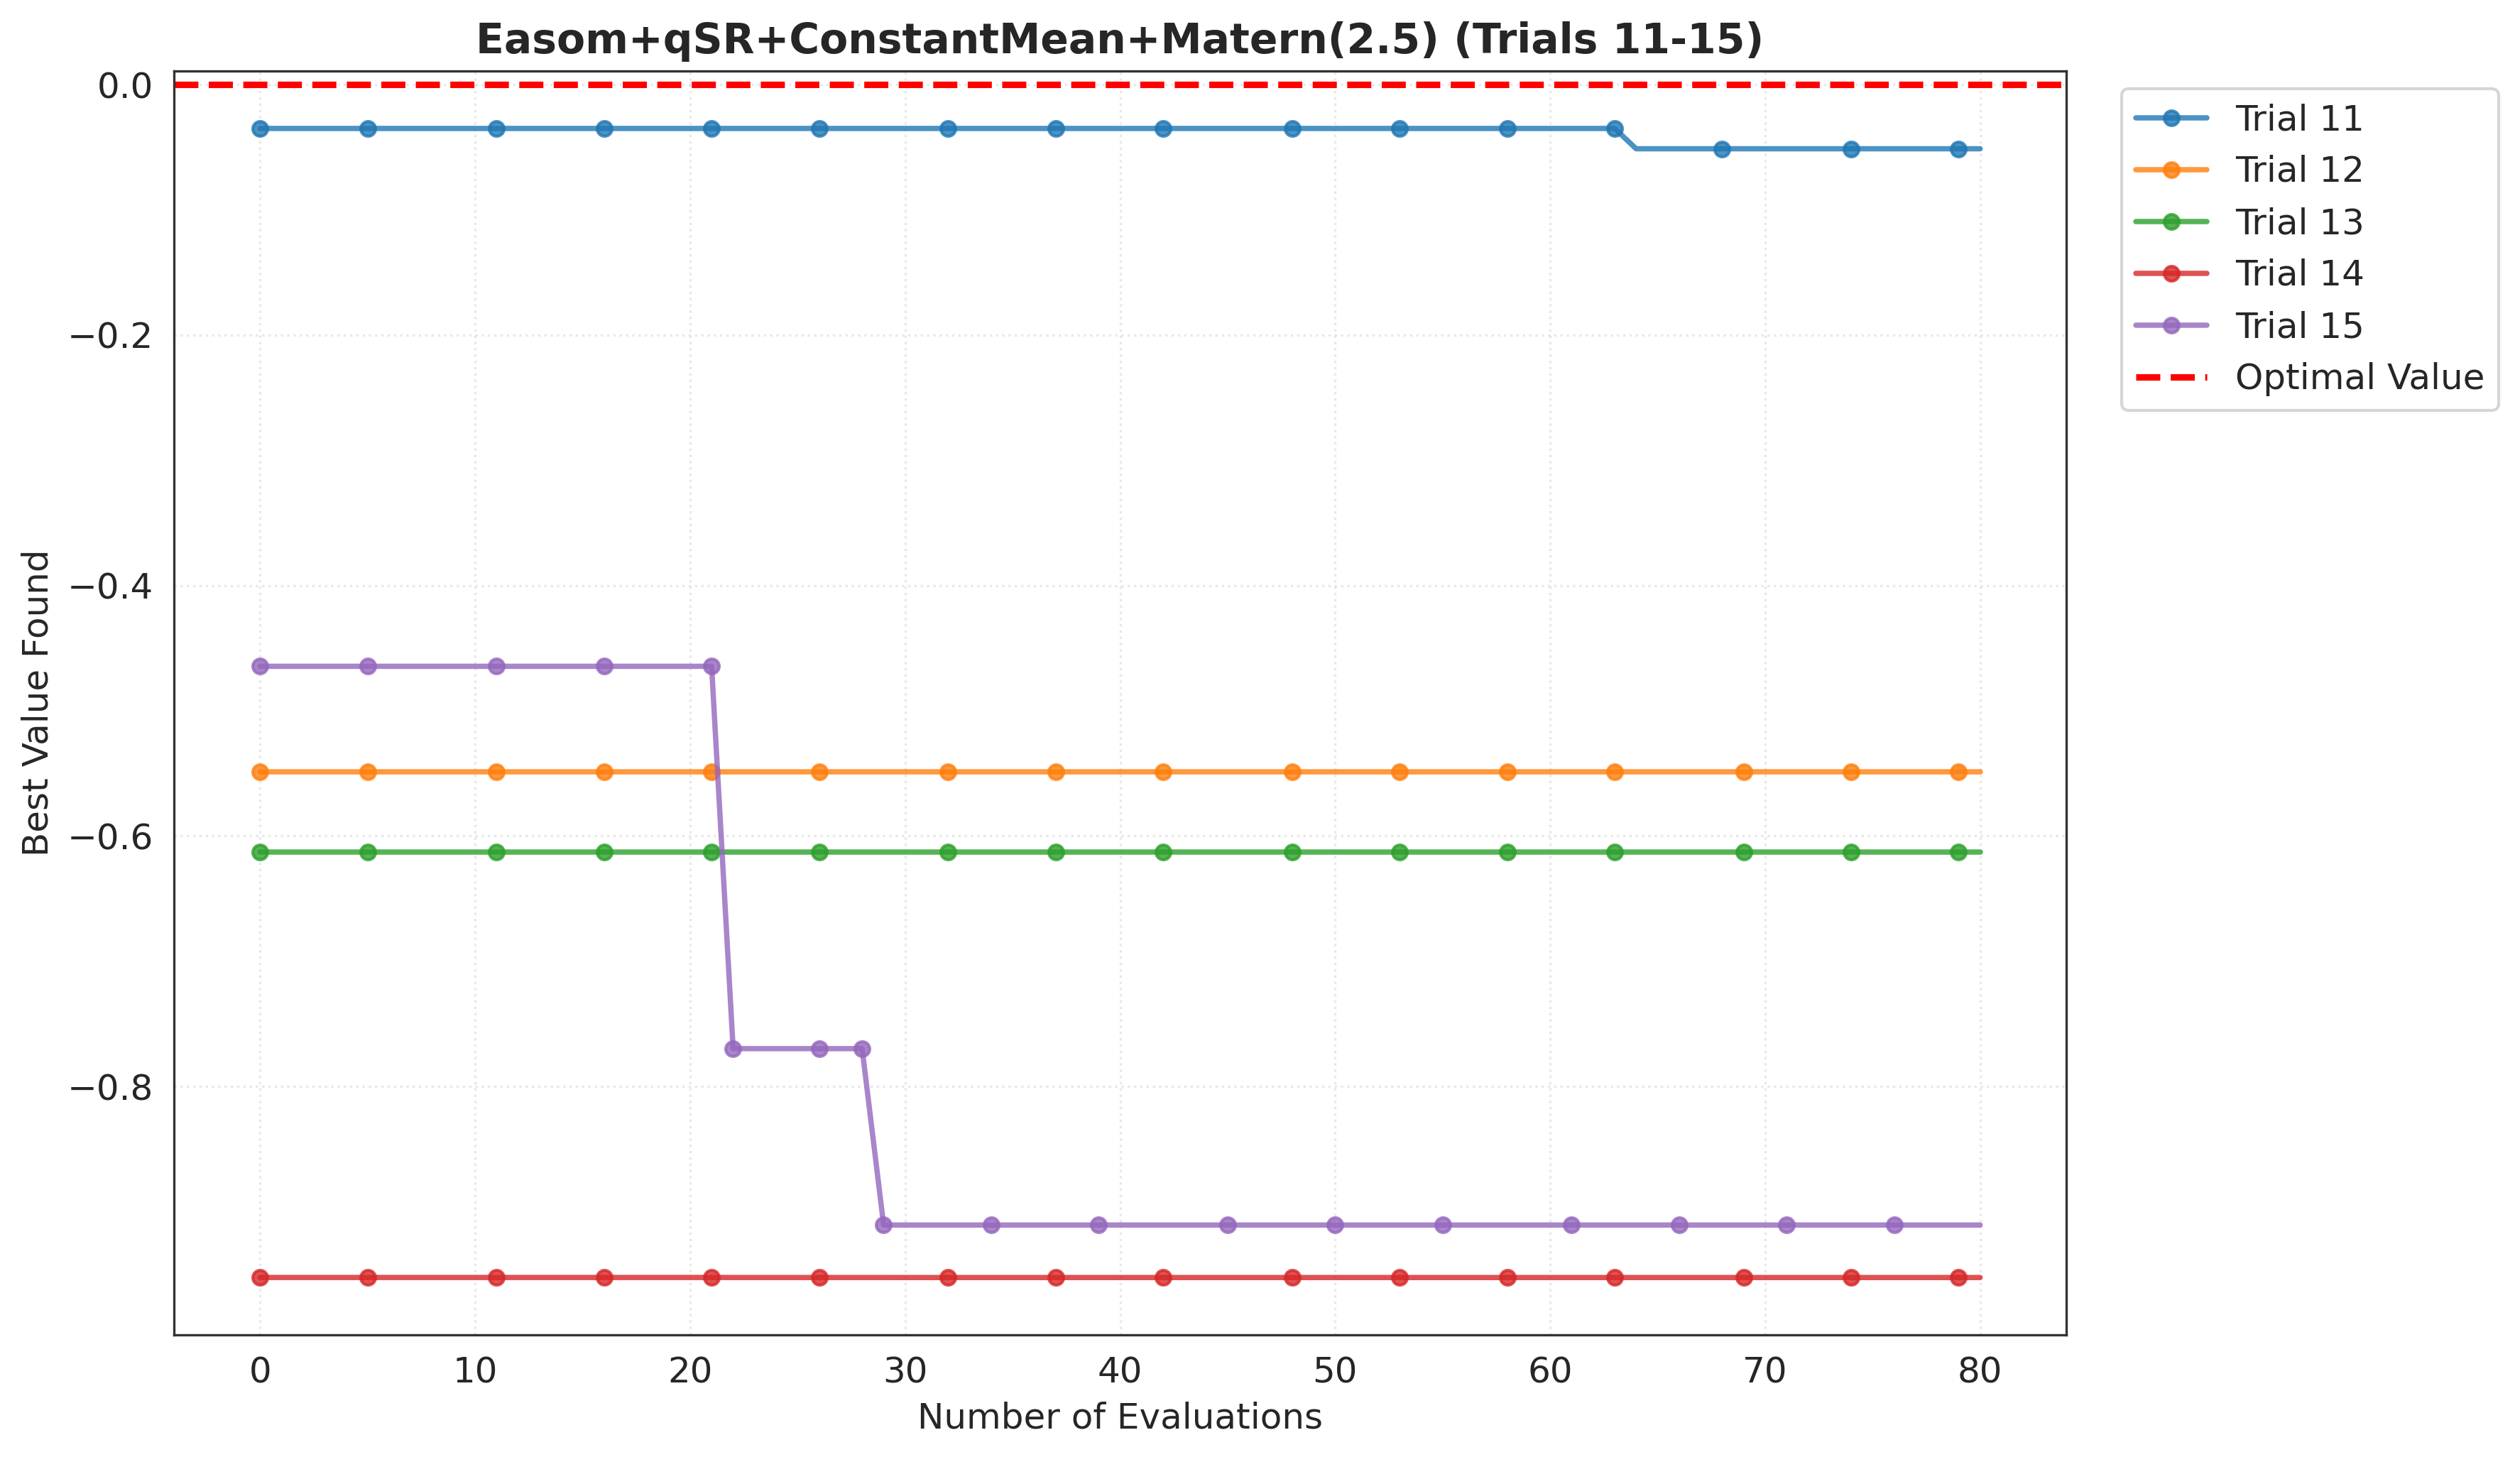 Easom+qSR+ConstantMean+Matern(2.5) (Trials 11-15)
0.0
−0.2
−0.4
−0.6
−0.8
Best Value Found
0 10 20 30 40 50 60 70 80
Number of Evaluations
Trial 11
Trial 12
Trial 13
Trial 14
Trial 15
Optimal Value